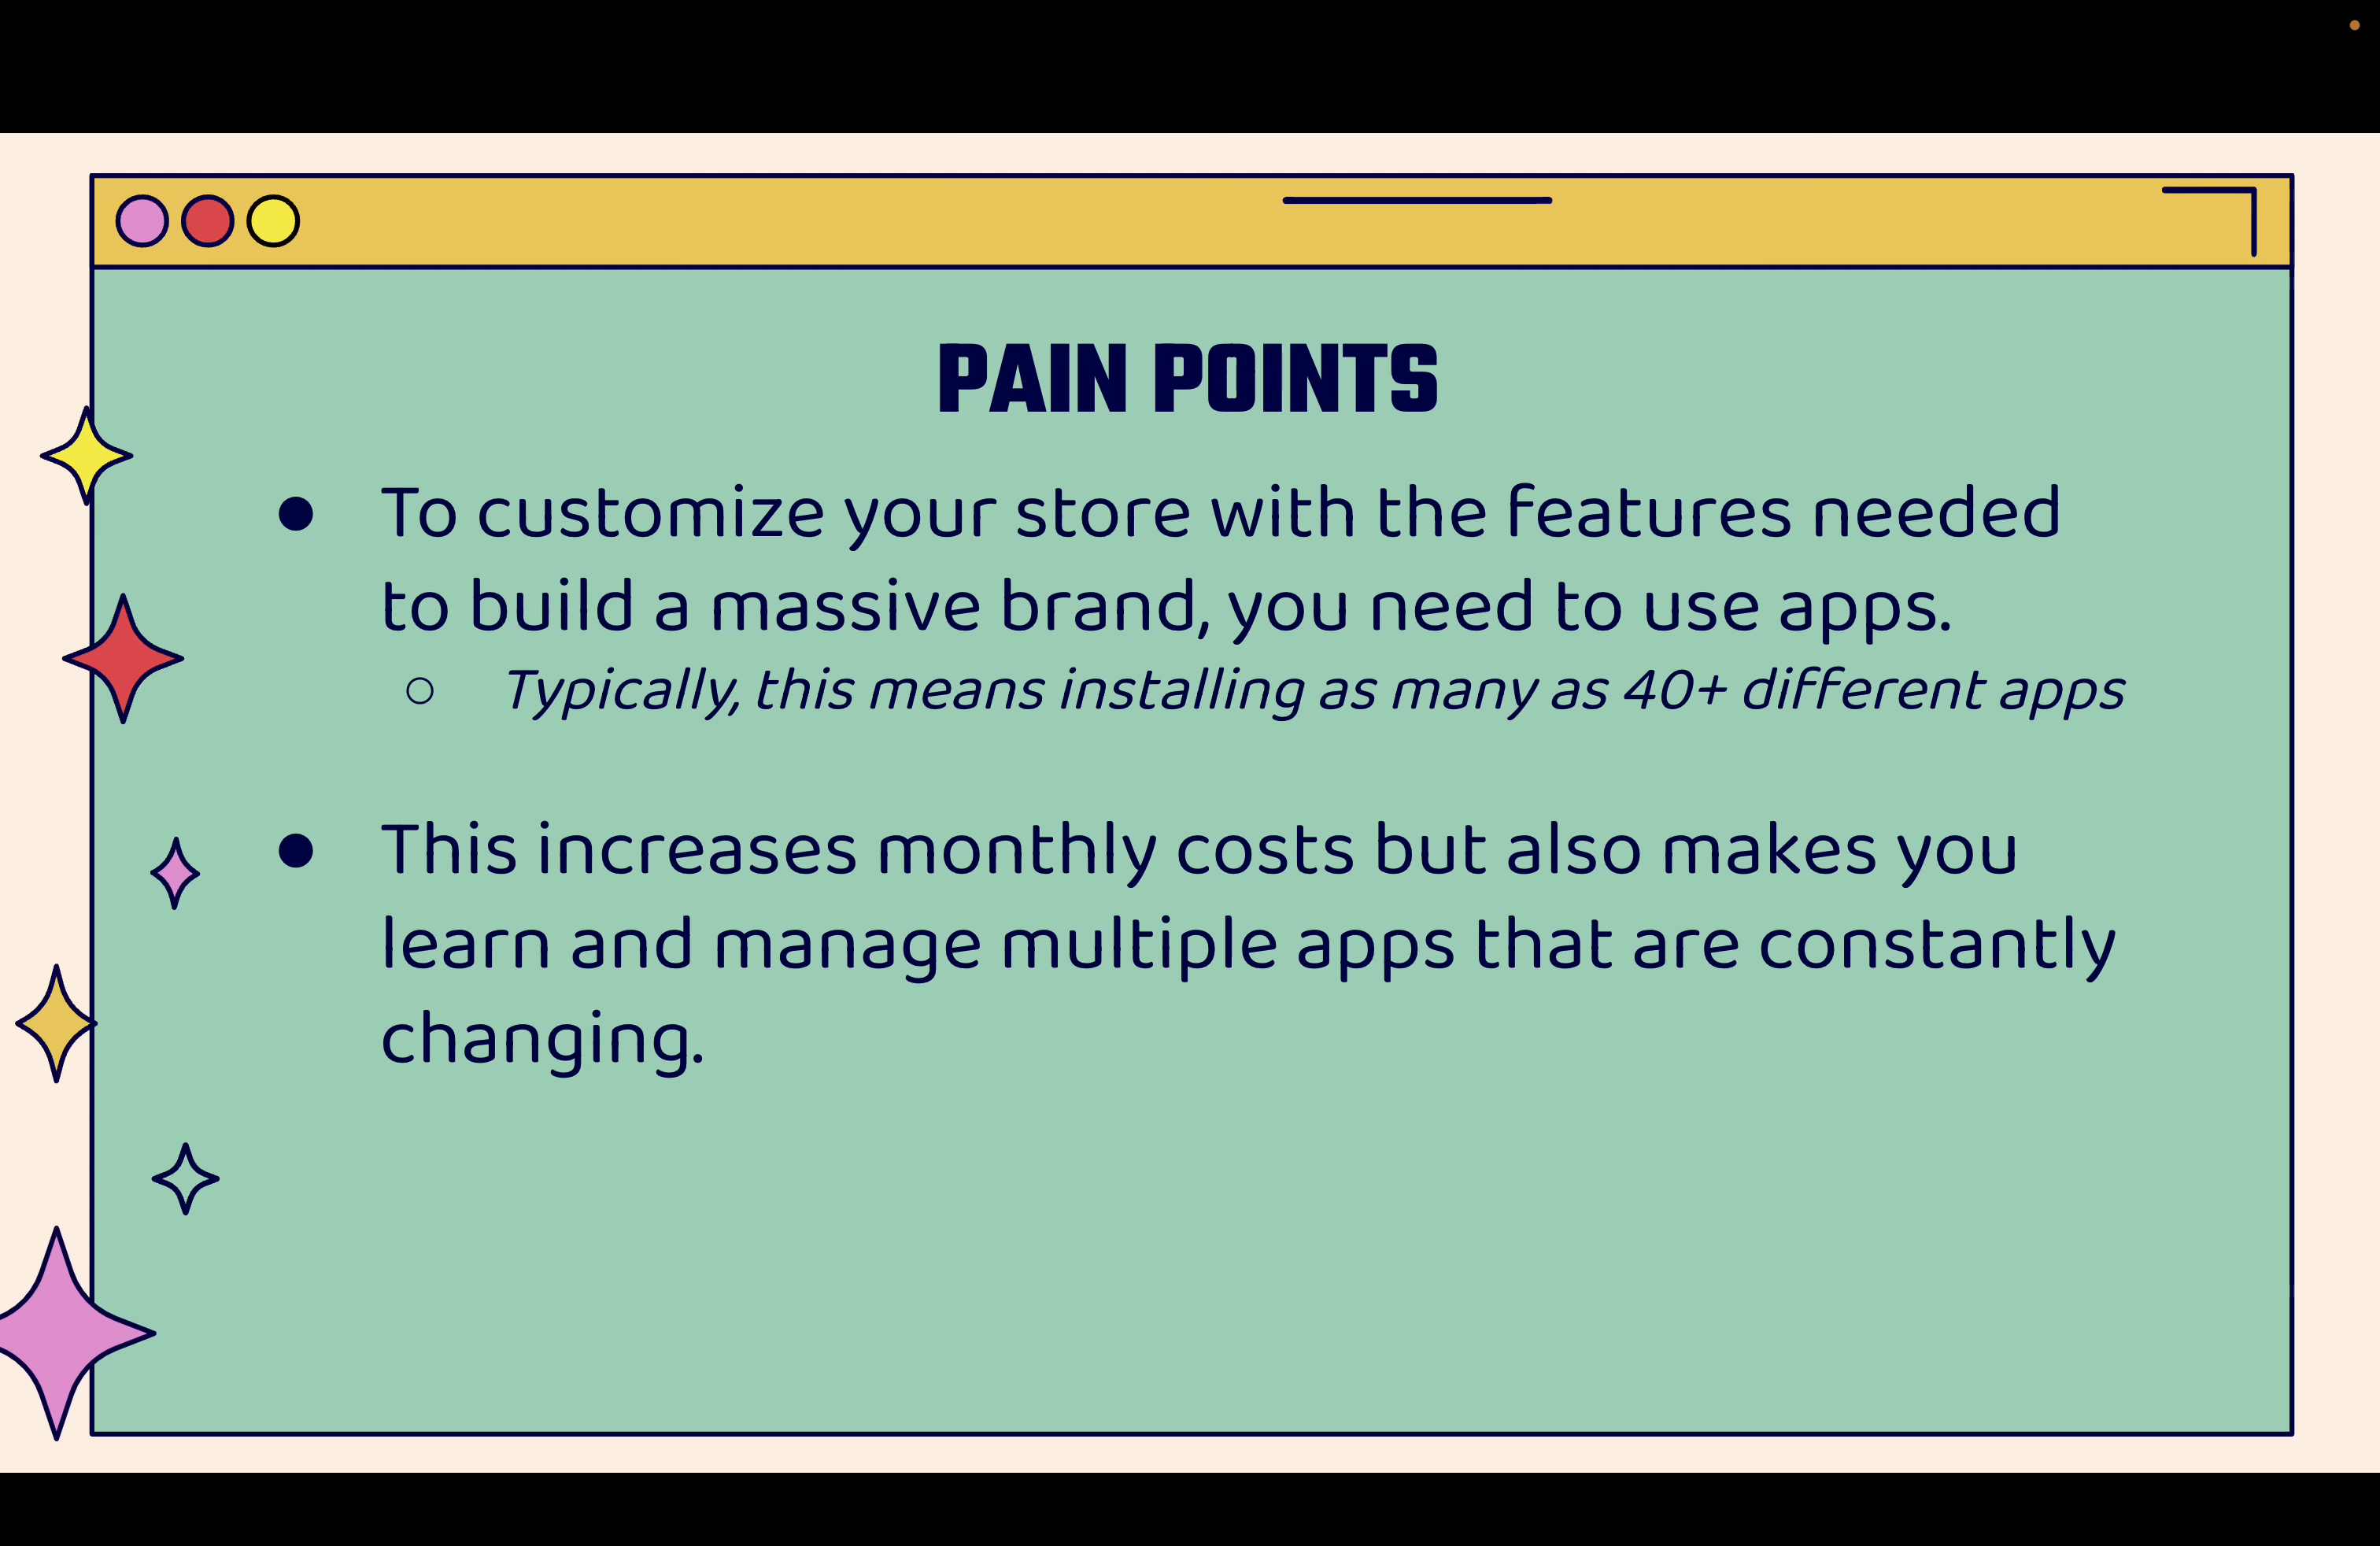 PAIN POINTS
● To customize your store with the features needed
to build a massive brand, you need to use apps.
○ Typically, this means installing as many as 40+ different apps
● This increases monthly costs but also makes you
learn and manage multiple apps that are constantly
changing.